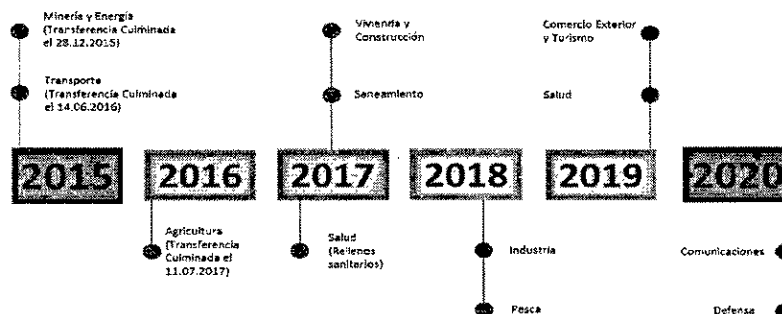 Minería y Energía
(Transferencia Culminada
el 28.12.2015)
Transporte
(Transferencia Culminada
el 14.06.2016)
Vivienda y
Construcción
Saneamiento
Comercio Exterior
y Turismo
Salud
2015
2016
2017
2018
2019
2020
Agricultura
(Transferencia
Culminada el
11.07.2017)
Salud
(Rellenos
sanitarios)
Industria
Pesca
Comunicaciones
Defensa